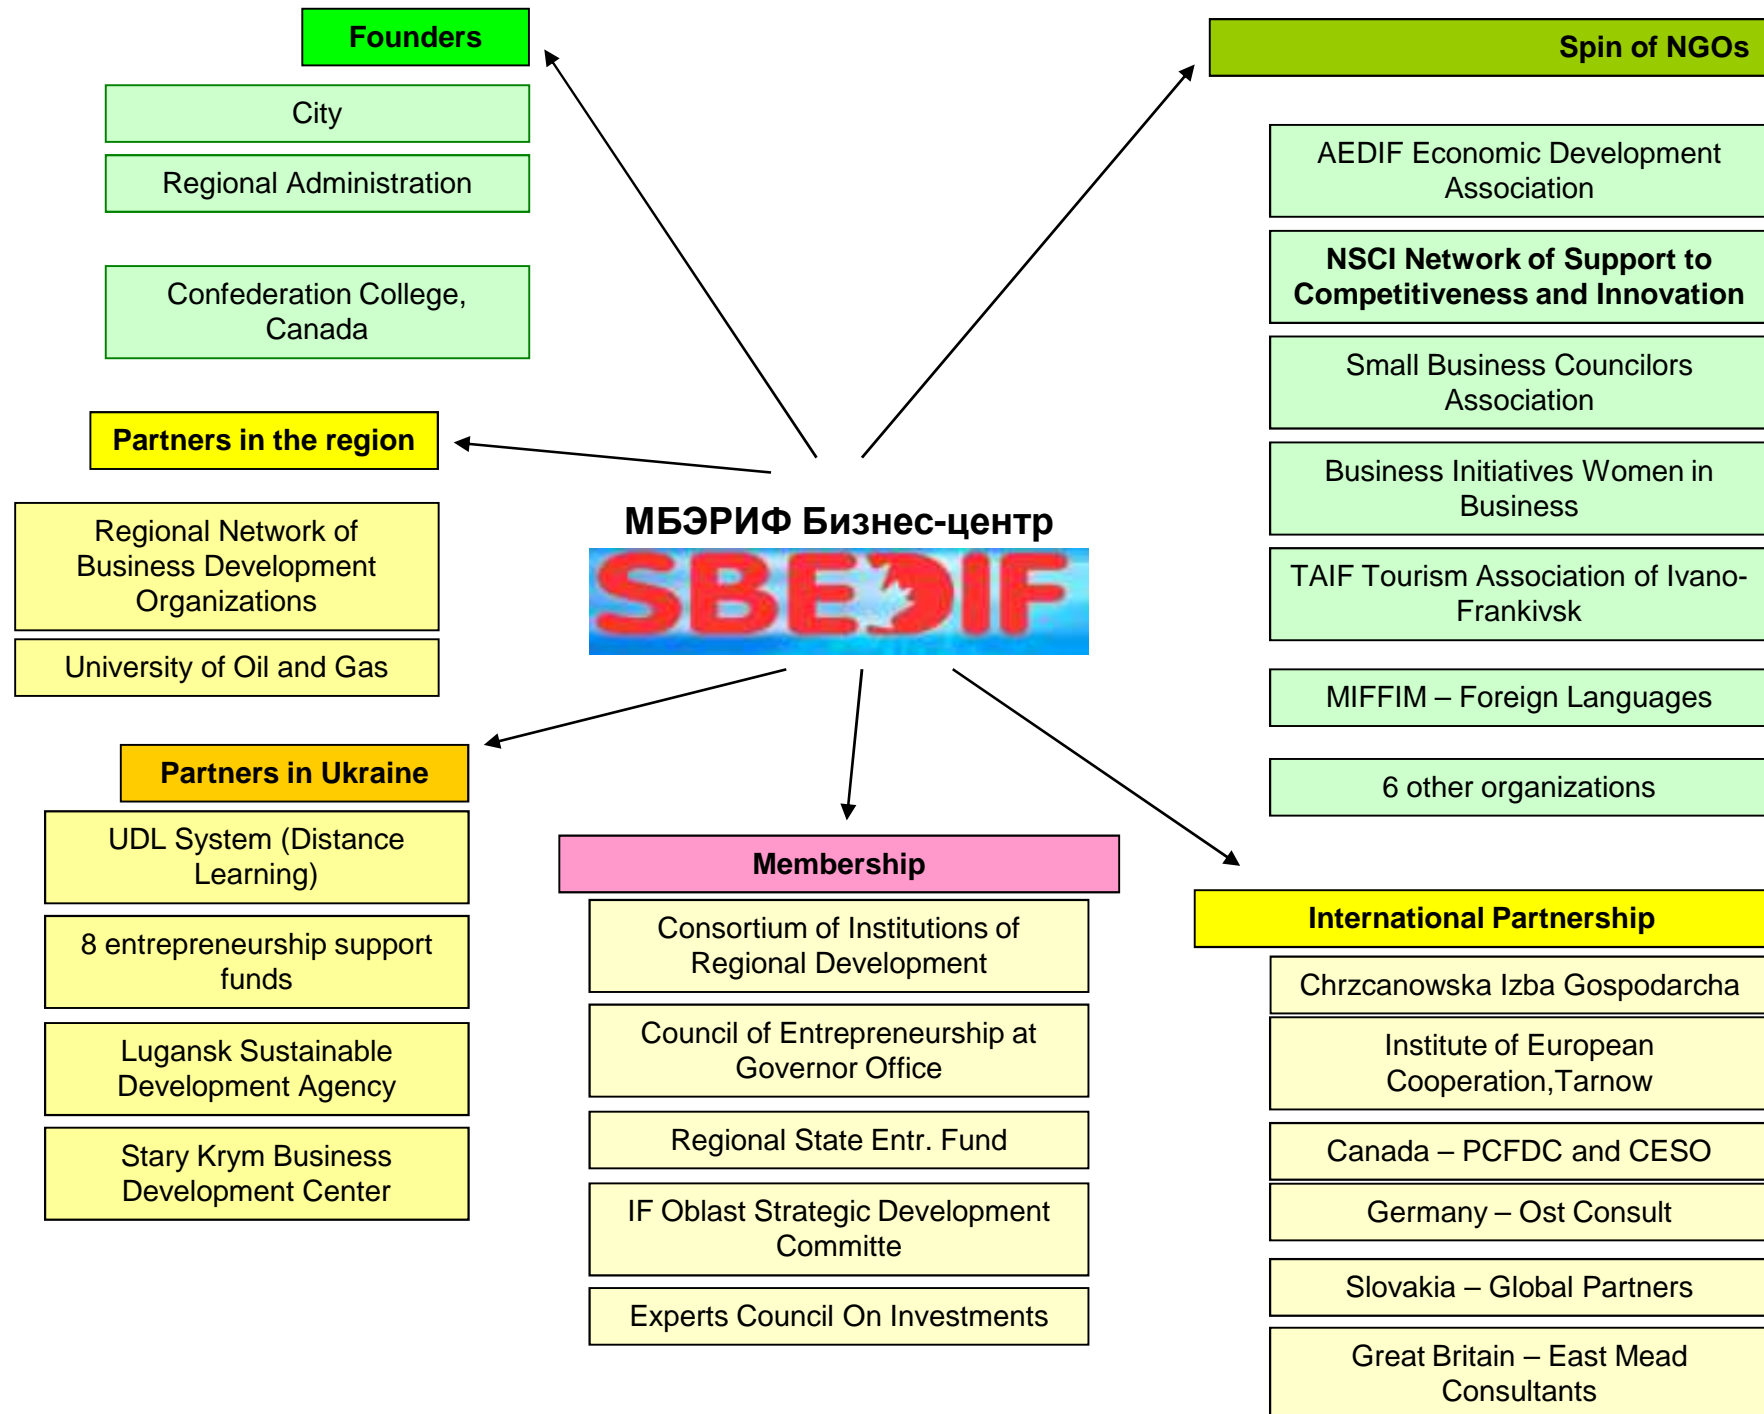 Founders
City
Regional Administration
Confederation College,
Canada
Partners in the region
Regional Network of
Business Development
Organizations
University of Oil and Gas
Partners in Ukraine
UDL System (Distance
Learning)
8 entrepreneurship support
funds
Lugansk Sustainable
Development Agency
Stary Krym Business
Development Center
МБЭРИФ Бизнес-центр
SBEDIF
Membership
Consortium of Institutions of
Regional Development
Council of Entrepreneurship at
Governor Office
Regional State Entr. Fund
IF Oblast Strategic Development
Committe
Experts Council On Investments
Spin of NGOs
AEDIF Economic Development
Association
NSCI Network of Support to
Competitiveness and Innovation
Small Business Councilors
Association
Business Initiatives Women in
Business
TAIF Tourism Association of Ivano-
Frankivsk
MIFFIM – Foreign Languages
6 other organizations
International Partnership
Chrzcanowska Izba Gospodarcha
Institute of European
Cooperation,Tarnow
Canada – PCFDC and CESO
Germany – Ost Consult
Slovakia – Global Partners
Great Britain – East Mead
Consultants